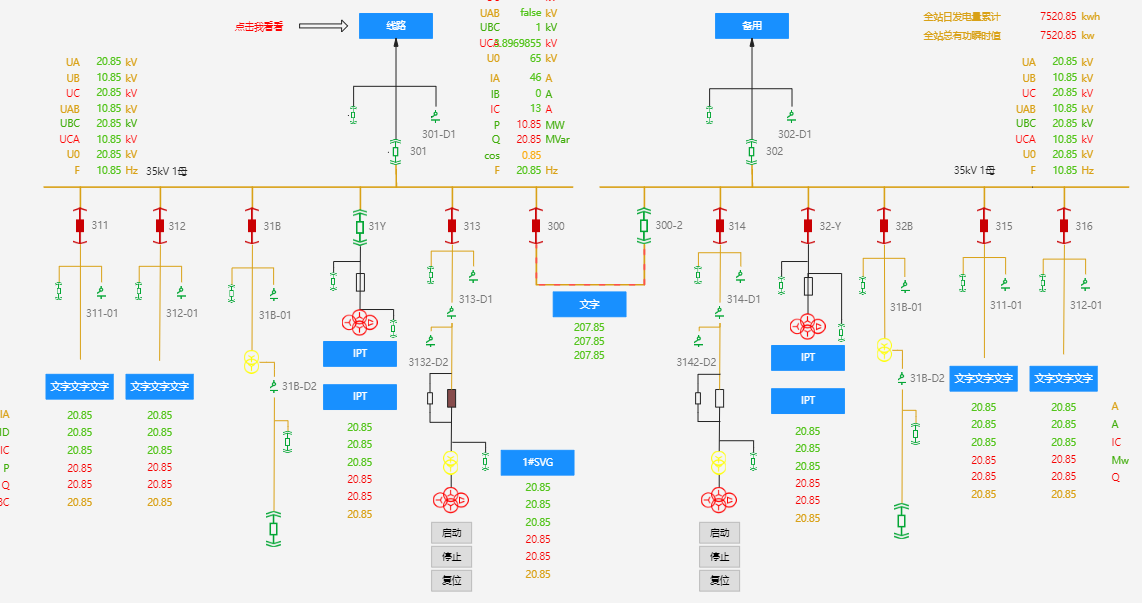 UAB false kV
点击我看看
线路
UBC 1 kV
备用
全站日发电量累计 7520.85 kwh
UCA 4.8969855 kV
全站总有功瞬时值 7520.85 kw
U0 65 kV
UA 20.85 kV
UB 10.85 kV
UC 20.85 kV
UAB 10.85 kV
UBC 20.85 kV
UCA 10.85 kV
U0 20.85 kV
F 10.85 Hz
35kV 1母
301-D1
301
IA 46 A
IB 0 A
IC 13 A
P 10.85 MW
Q 20.85 MVar
cos 0.85
F 20.85 Hz
302-D1
302
35kV 1母
UA 20.85 kV
UB 10.85 kV
UC 20.85 kV
UAB 10.85 kV
UBC 20.85 kV
UCA 10.85 kV
U0 20.85 kV
F 10.85 Hz
311
312
31B
31Y
313
300
300-2
314
32-Y
32B
315
316
311-01
312-01
31B-01
313-D1
314-D1
31B-01
311-01
312-01
文字
207.85
207.85
207.85
IPT
IPT
3132-D2
3142-D2
IPT
IPT
文字文字文字
文字文字文字
31B-D2
31B-D2
文字文字文字
文字文字文字
IA 20.85 20.85
ID 20.85 20.85
IC 20.85 20.85
P 20.85 20.85
Q 20.85 20.85
BC 20.85 20.85
20.85
20.85
20.85
20.85
20.85
20.85
1#SVG
20.85
20.85
20.85
20.85
20.85
20.85
20.85
20.85
20.85
20.85
20.85
20.85
20.85 20.85 A
20.85 20.85 A
20.85 20.85 IC
20.85 20.85 Mw
20.85 20.85 Q
20.85 20.85
启动
停止
复位
启动
停止
复位